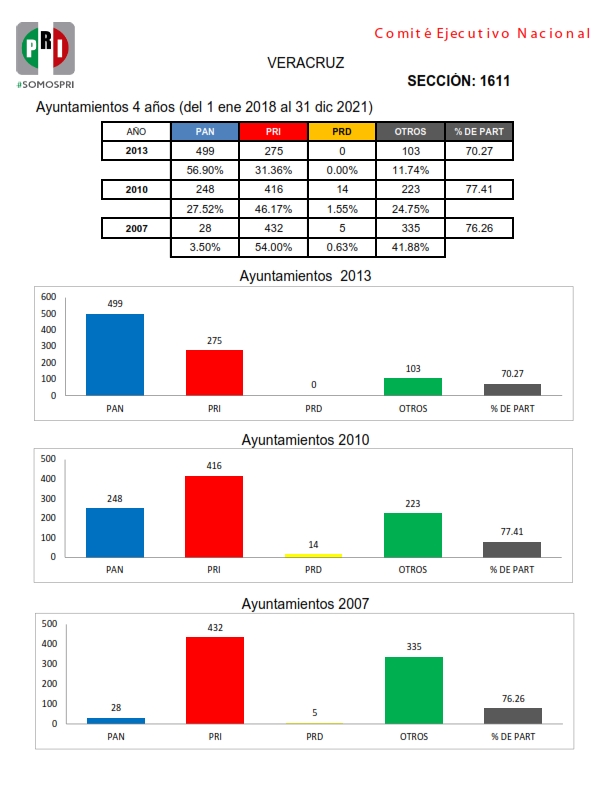 Comité Ejecutivo Nacional
PRI
#SOMOSPRI
VERACRUZ
SECCIÓN: 1611
Ayuntamientos 4 años (del 1 ene 2018 al 31 dic 2021)
AÑO PAN PRI PRD OTROS % DE PART
2013 499 275 0 103 70.27
56.90% 31.36% 0.00% 11.74%
2010 248 416 14 223 77.41
27.52% 46.17% 1.55% 24.75%
2007 28 432 5 335 76.26
3.50% 54.00% 0.63% 41.88%
Ayuntamientos 2013
600
500
400
300
200
100
0
499 275 0 103 70.27
PAN PRI PRD OTROS % DE PART
Ayuntamientos 2010
500
400
300
200
100
0
248 416 14 223 77.41
PAN PRI PRD OTROS % DE PART
Ayuntamientos 2007
500
400
300
200
100
0
28 432 5 335 76.26
PAN PRI PRD OTROS % DE PART